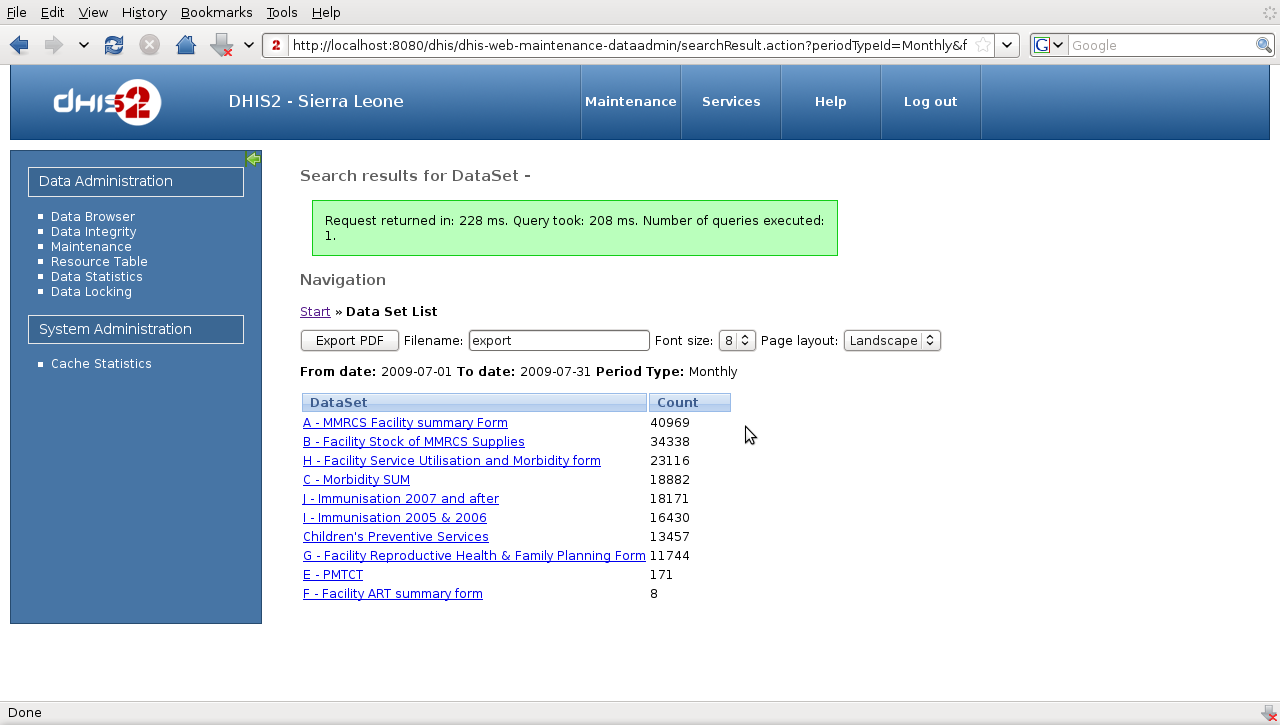 File Edit View History Bookmarks Tools Help
2 http://localhost:8080/dhis/dhis-web-maintenance-dataadmin/searchResult.action?periodTypeId=Monthly&f G Google
dhis2 DHIS2 - Sierra Leone Maintenance Services Help Log out
Data Administration
Data Browser
Data Integrity
Maintenance
Resource Table
Data Statistics
Data Locking
System Administration
Cache Statistics
Search results for DataSet -
Request returned in: 228 ms. Query took: 208 ms. Number of queries executed:
1.
Navigation
Start » Data Set List
Export PDF Filename: export Font size: 8 Page layout: Landscape
From date: 2009-07-01 To date: 2009-07-31 Period Type: Monthly
DataSet Count
A - MMRCS Facility summary Form 40969
B - Facility Stock of MMRCS Supplies 34338
H - Facility Service Utilisation and Morbidity form 23116
C - Morbidity SUM 18882
J - Immunisation 2007 and after 18171
I - Immunisation 2005 & 2006 16430
Children's Preventive Services 13457
G - Facility Reproductive Health & Family Planning Form 11744
E - PMTCT 171
F - Facility ART summary form 8
Done